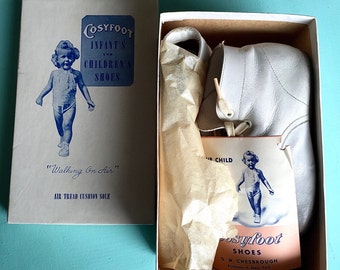 COSYFOOT
INFANT'S
AND
CHILDREN'S
SHOES
"Walking On Air"
AIR TREAD CUSHION SOLE
CHILD
Cosyfoot
SHOES